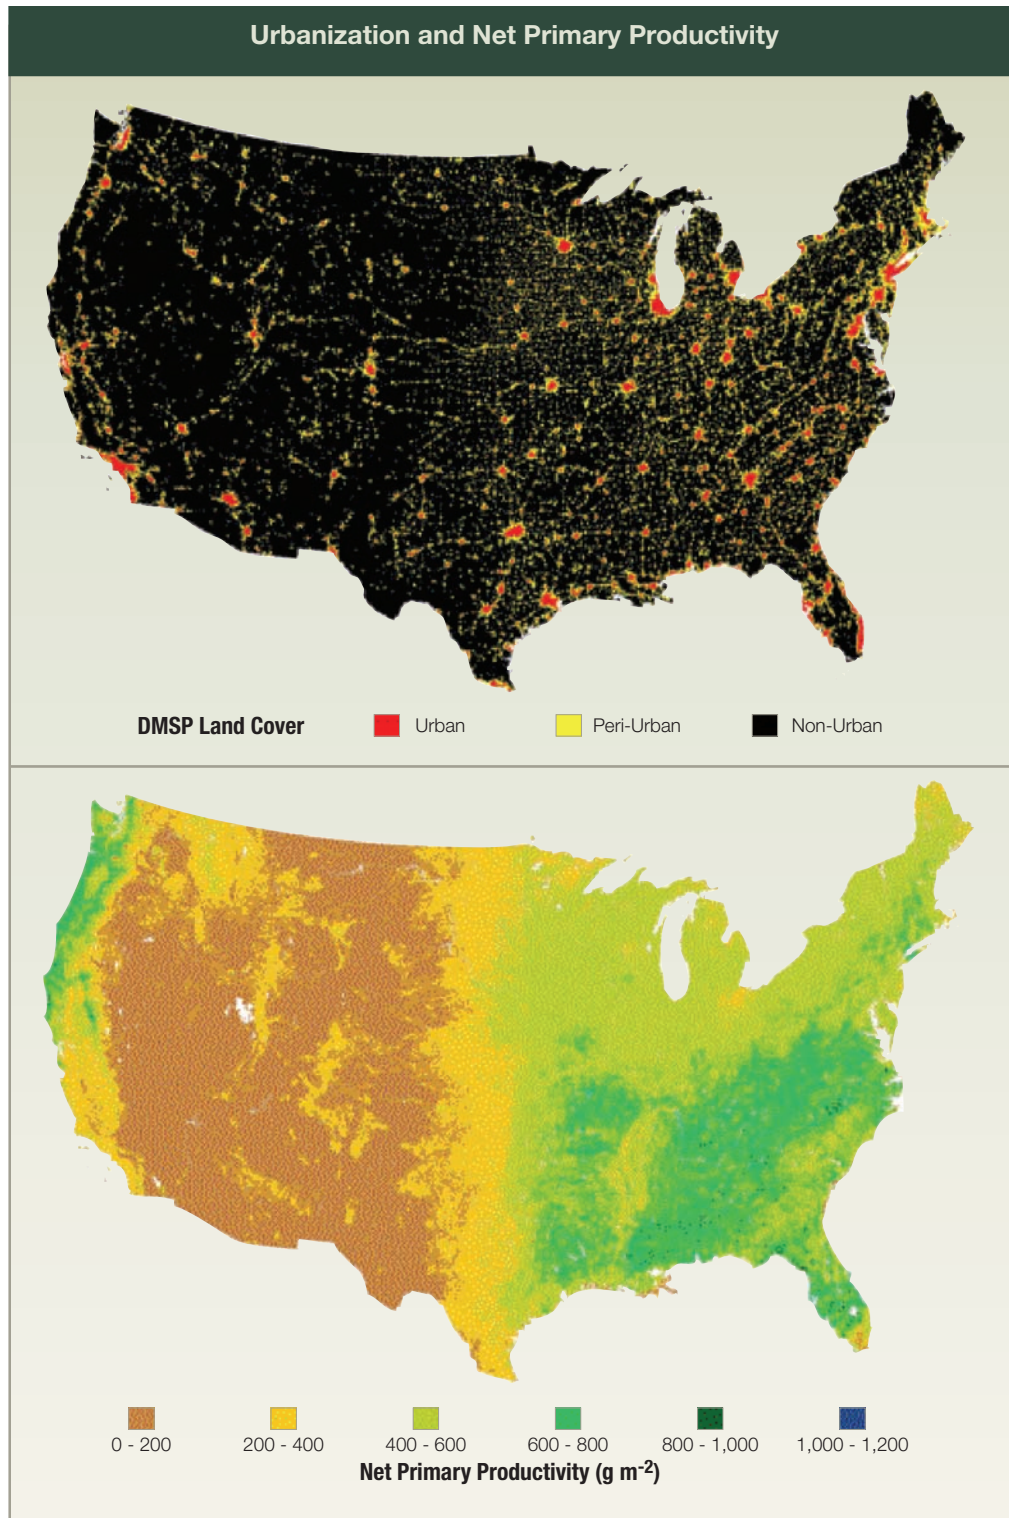 Urbanization and Net Primary Productivity
DMSP Land Cover Urban Peri-Urban Non-Urban
0 - 200 200 - 400 400 - 600 600 - 800 800 - 1,000 1,000 - 1,200
Net Primary Productivity (g m-2)